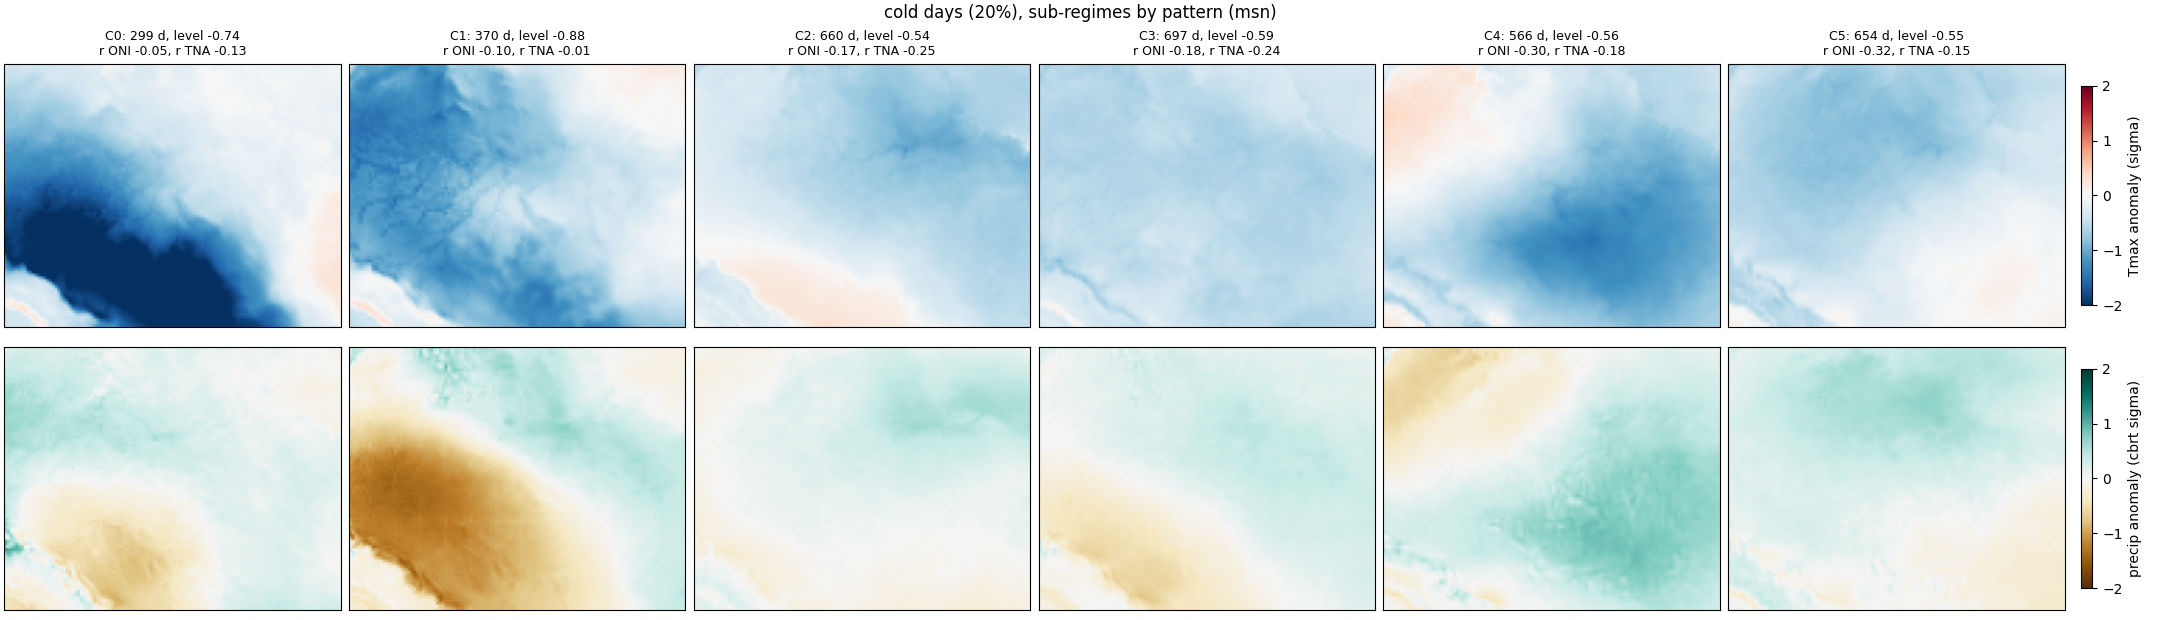 cold days (20%), sub-regimes by pattern (msn)
C0: 299 d, level -0.74
r ONI -0.05, r TNA -0.13
C1: 370 d, level -0.88
r ONI -0.10, r TNA -0.01
C2: 660 d, level -0.54
r ONI -0.17, r TNA -0.25
C3: 697 d, level -0.59
r ONI -0.18, r TNA -0.24
C4: 566 d, level -0.56
r ONI -0.30, r TNA -0.18
C5: 654 d, level -0.55
r ONI -0.32, r TNA -0.15
2
1
0
−1
−2
Tmax anomaly (sigma)
2
1
0
−1
−2
precip anomaly (cbrt sigma)